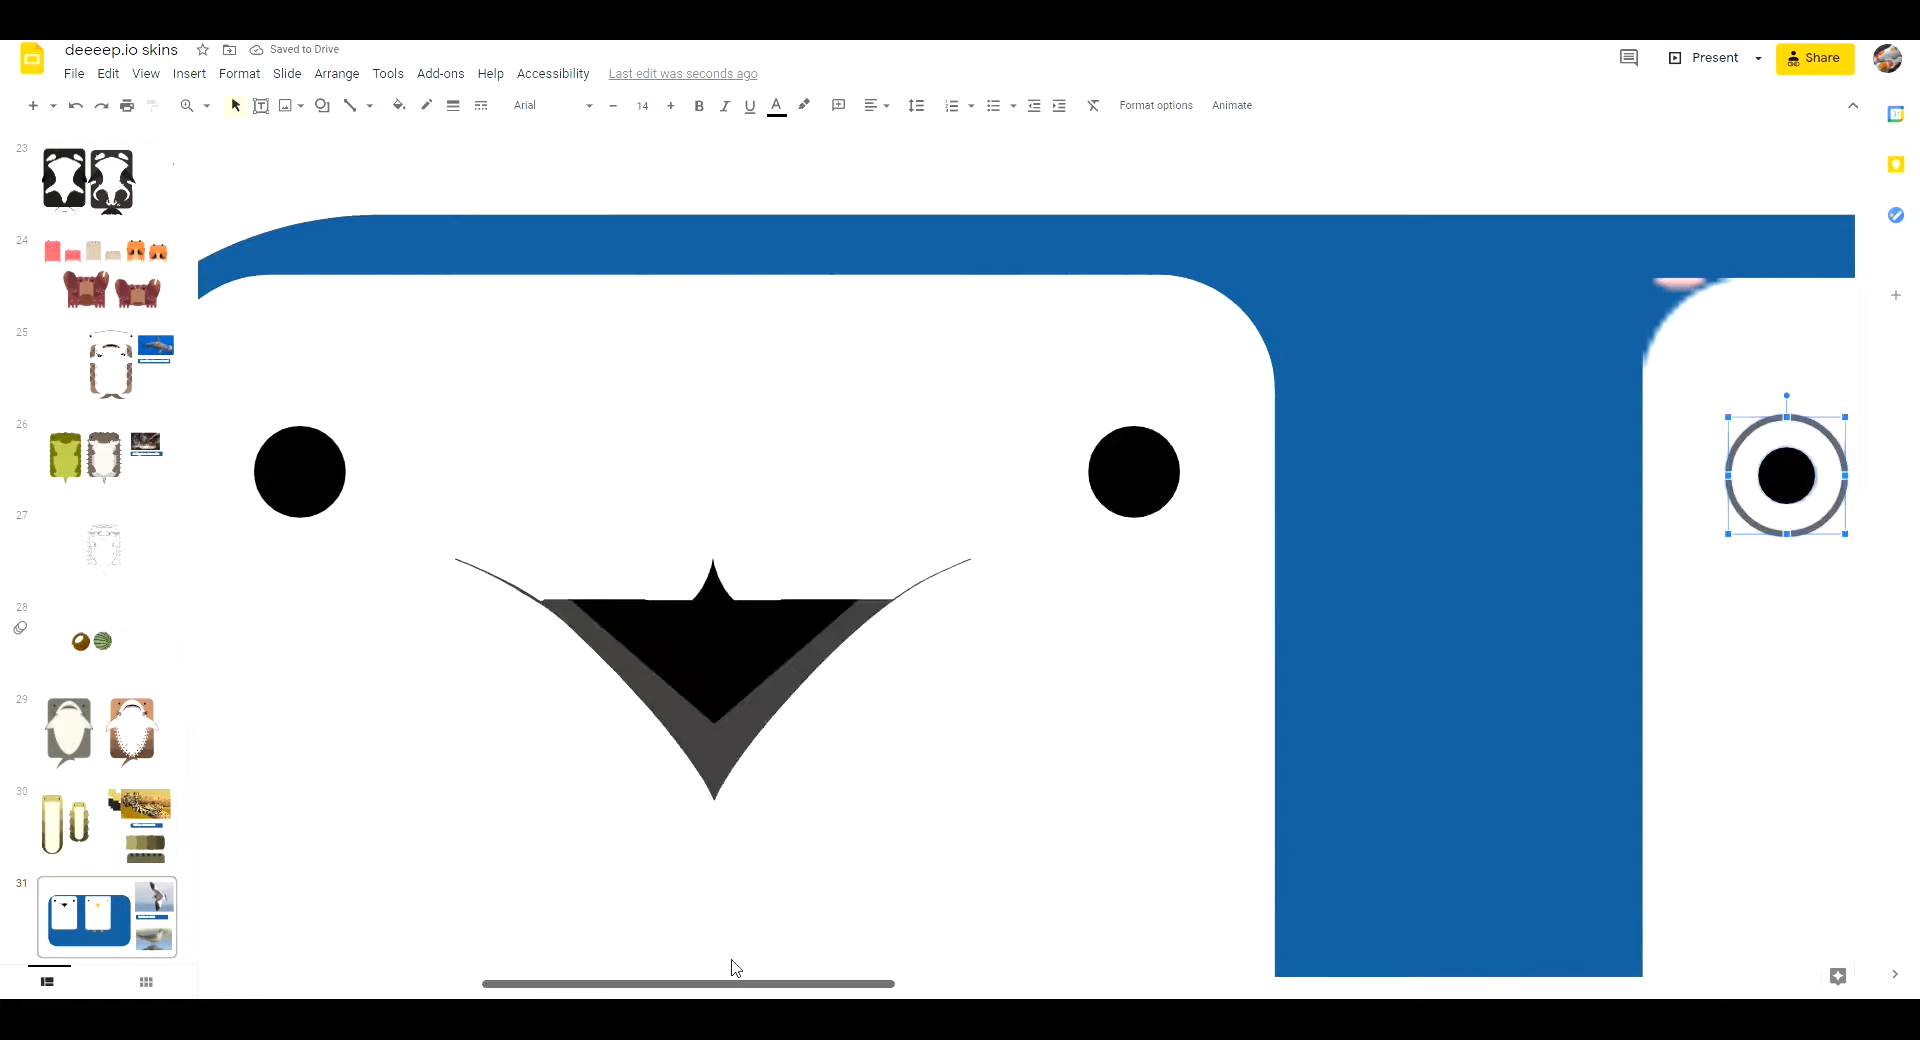 deeeep.io skins
Saved to Drive
File Edit View Insert Format Slide Arrange Tools Add-ons Help Accessibility Last edit was seconds ago
Present
Share
Arial
14
B I U A
Format options
Animate
23
24
25
26
27
28
29
30
31